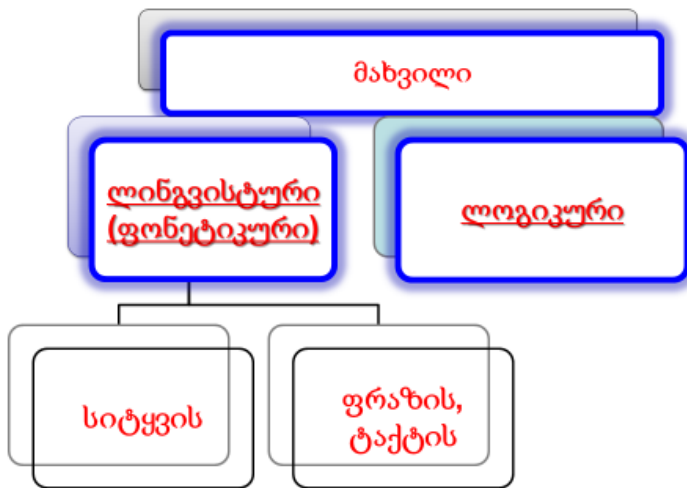 მახვილი
ლინგვისტური
(ფონეტიკური)
ლოგიკური
სიტყვის
ფრაზის,
ტაქტის